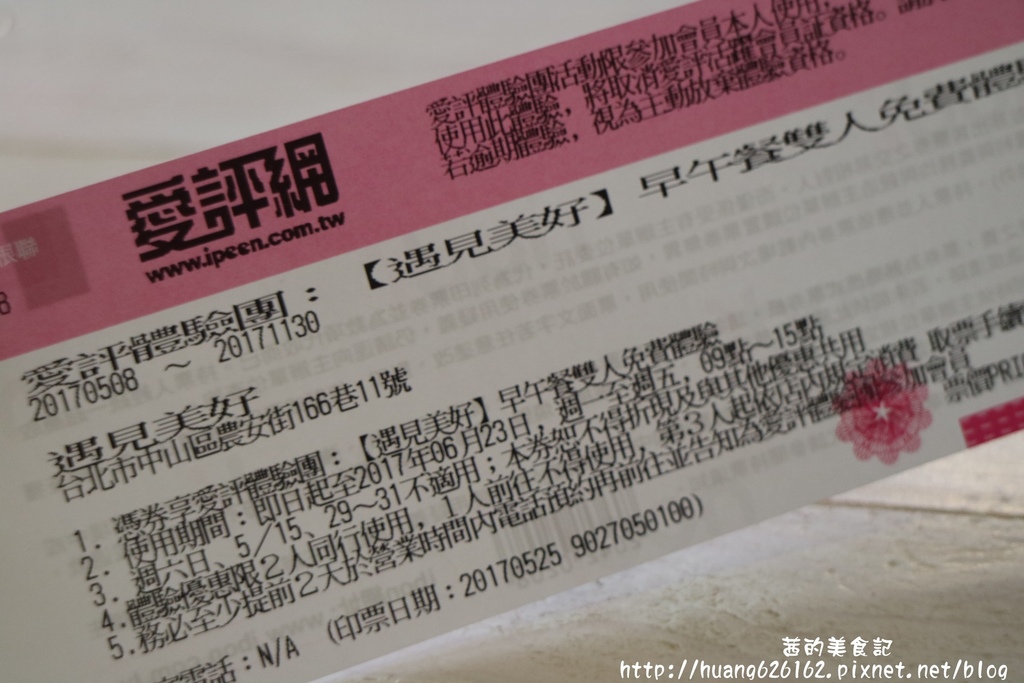 愛評體驗團活動限參加會員本人使用，
使用此體驗，將取消愛評活躍會員証資格。
若逾期體驗，視為主動放棄體驗資格。
愛評網
www.ipeen.com.tw
愛評體驗團：【遇見美好】早午餐雙人免費體
20170508 ～ 20171130
遇見美好
台北市中山區農安街166巷11號
1. 憑券享愛評體驗團：【遇見美好】早午餐雙人免費體驗
2. 使用期間：即日起至2017年06月23日，週一至週五，09點～15點
3. 週六日、5／15、29～31不適用；本券如不得折現及與其他優惠共用
4.體驗優惠限2人同行使用，1人前往不得使用，第3人起依店內規定消費
5.務必至少提前2天於營業時間內電話預約再前往並告知為愛評體驗團參加會員
取票手續
票價PRI
電話：N/A (印票日期：20170525 9027050100)
茜的美食記
http://huang626162.pixnet.net/blog